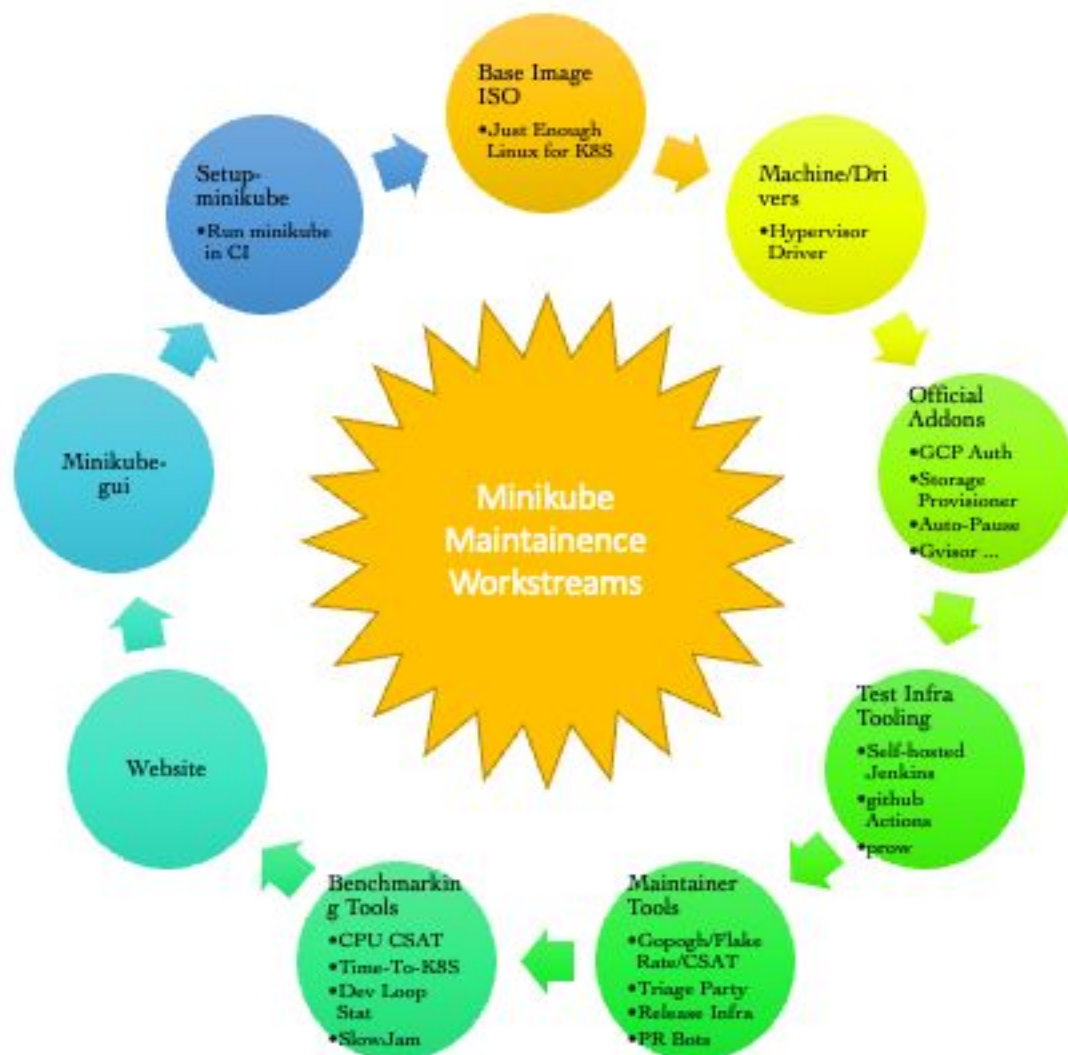 Base Image
ISO
•Just Enough
Linux for K8S
Machine/Dri
vers
•Hypervisor
Driver
Official
Addons
•GCP Auth
•Storage
Provisioner
•Auto-Pause
•Gvisor ...
Test Infra
Tooling
•Self-hosted
Jenkins
•github
Actions
•prow
Maintainer
Tools
•Gopogh/Flake
Rate/CSAT
•Triage Party
•Release Infra
•PR Bots
Benchmarkin
g Tools
•CPU CSAT
•Time-To-K8S
•Dev Loop
Stat
•SlowJam
Website
Minikube-
gui
Setup-
minikube
•Run minikube
in CI
Minikube
Maintainence
Workstreams